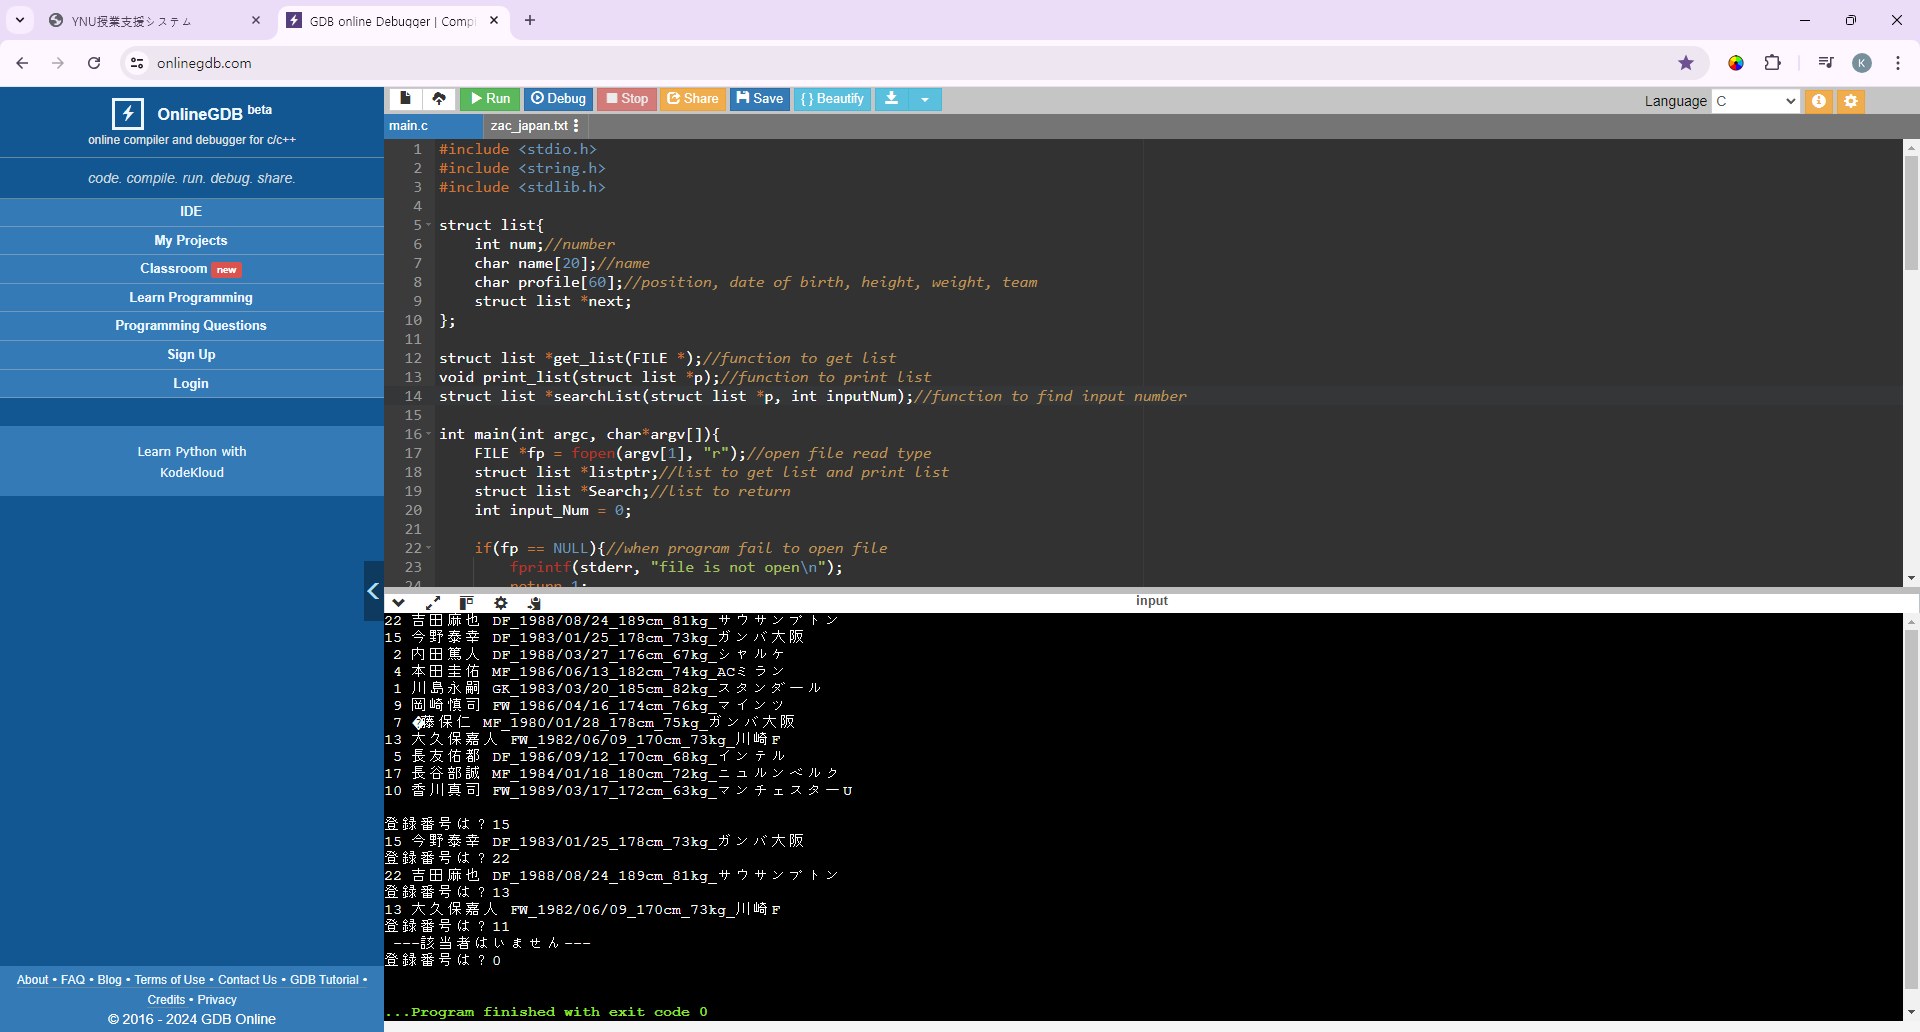 YNU授業支援システム
GDB online Debugger | Compi
onlinegdb.com
K
OnlineGDB beta
online compiler and debugger for c/c++
code. compile. run. debug. share.
IDE
My Projects
Classroom new
Learn Programming
Programming Questions
Sign Up
Login
Learn Python with
KodeKloud
About • FAQ • Blog • Terms of Use • Contact Us • GDB Tutorial •
Credits • Privacy
© 2016 - 2024 GDB Online
Run Debug Stop Share Save {} Beautify
Language C
main.c zac_japan.txt
1 #include <stdio.h>
2 #include <string.h>
3 #include <stdlib.h>
4
5 struct list{
6 int num;//number
7 char name[20];//name
8 char profile[60];//position, date of birth, height, weight, team
9 struct list *next;
10 };
11
12 struct list *get_list(FILE *);//function to get list
13 void print_list(struct list *p);//function to print list
14 struct list *searchList(struct list *p, int inputNum);//function to find input number
15
16 int main(int argc, char*argv[]){
17 FILE *fp = fopen(argv[1], "r");//open file read type
18 struct list *listptr;//list to get list and print list
19 struct list *Search;//list to return
20 int input_Num = 0;
21
22 if(fp == NULL){//when program fail to open file
23 fprintf(stderr, "file is not open\n");
24 return 1;
input
22 吉田麻也 DF_1988/08/24_189cm_81kg_サウサンプトン
15 今野泰幸 DF_1983/01/25_178cm_73kg_ガンバ大阪
2 内田篤人 DF_1988/03/27_176cm_67kg_シャルケ
4 本田圭佑 MF_1986/06/13_182cm_74kg_ACミラン
1 川島永嗣 GK_1983/03/20_185cm_82kg_スタンダール
9 岡崎慎司 FW_1986/04/16_174cm_76kg_マインツ
7 �藤保仁 MF_1980/01/28_178cm_75kg_ガンバ大阪
13 大久保嘉人 FW_1982/06/09_170cm_73kg_川崎F
5 長友佑都 DF_1986/09/12_170cm_68kg_インテル
17 長谷部誠 MF_1984/01/18_180cm_72kg_ニュルンベルク
10 香川真司 FW_1989/03/17_172cm_63kg_マンチェスターU
登録番号は？15
15 今野泰幸 DF_1983/01/25_178cm_73kg_ガンバ大阪
登録番号は？22
22 吉田麻也 DF_1988/08/24_189cm_81kg_サウサンプトン
登録番号は？13
13 大久保嘉人 FW_1982/06/09_170cm_73kg_川崎F
登録番号は？11
---該当者はいません---
登録番号は？0
...Program finished with exit code 0